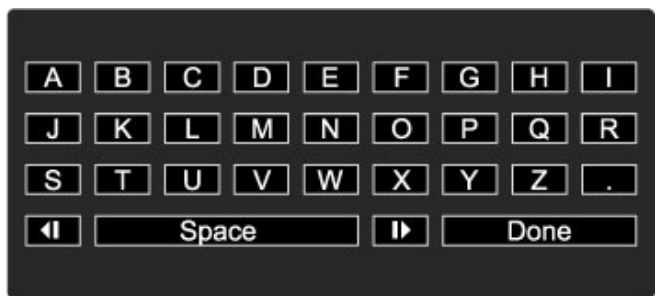 A B C D E F G H I
J K L M N O P Q R
S T U V W X Y Z .
Space Done